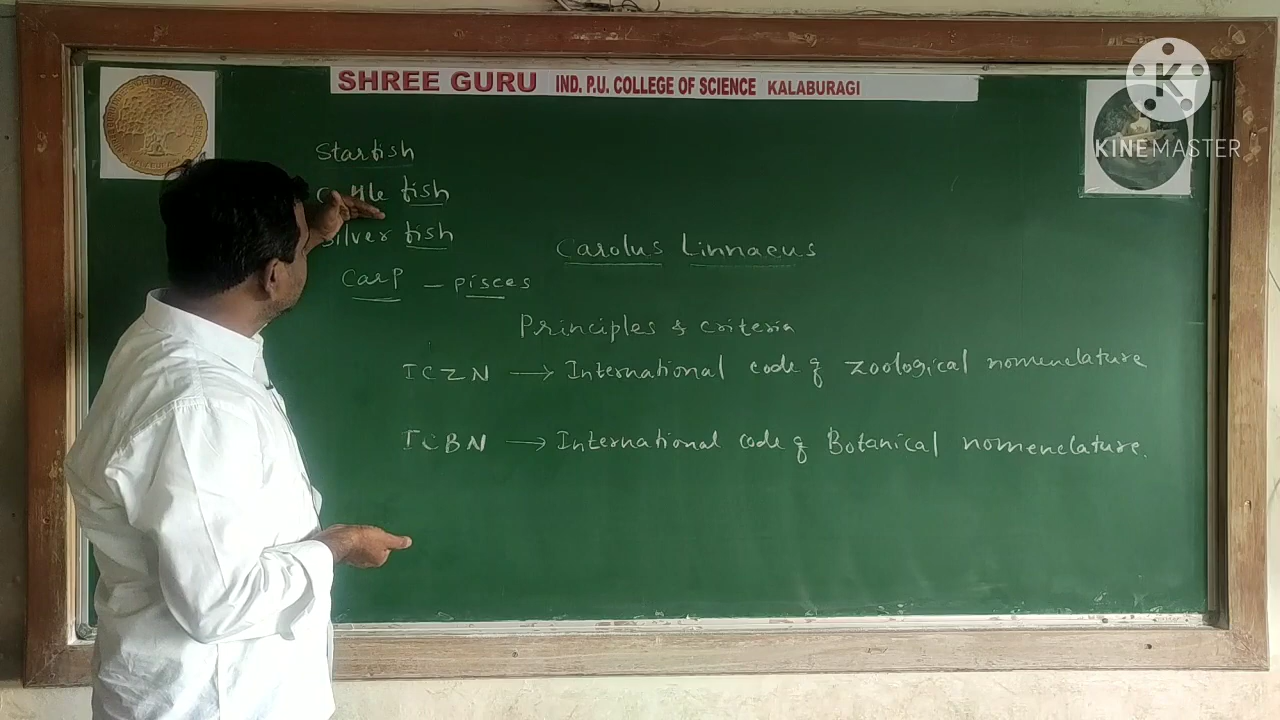 SHREE GURU IND. P.U. COLLEGE OF SCIENCE KALABURAGI
KINEMASTER
Starfish
fish
Silver fish
Carolus Linnaeus
Carp — pisces
Principles & criteria
ICZN → International code of Zoological nomenclature
ICBN → International code of Botanical nomenclature.